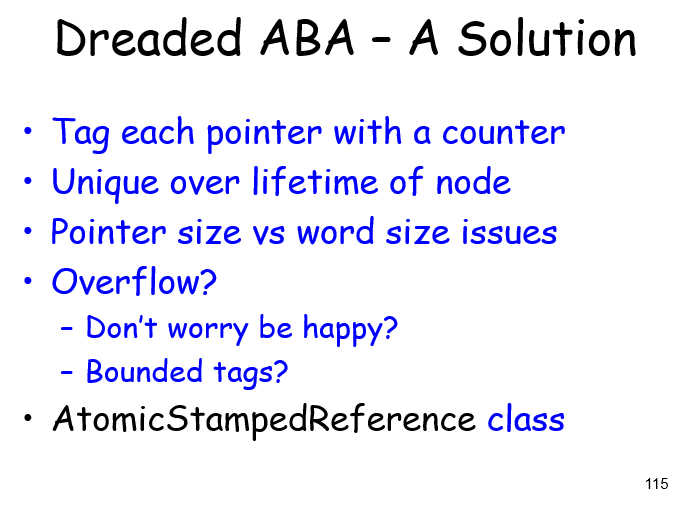 Dreaded ABA – A Solution
• Tag each pointer with a counter
• Unique over lifetime of node
• Pointer size vs word size issues
• Overflow?
– Don't worry be happy?
– Bounded tags?
• AtomicStampedReference class
115